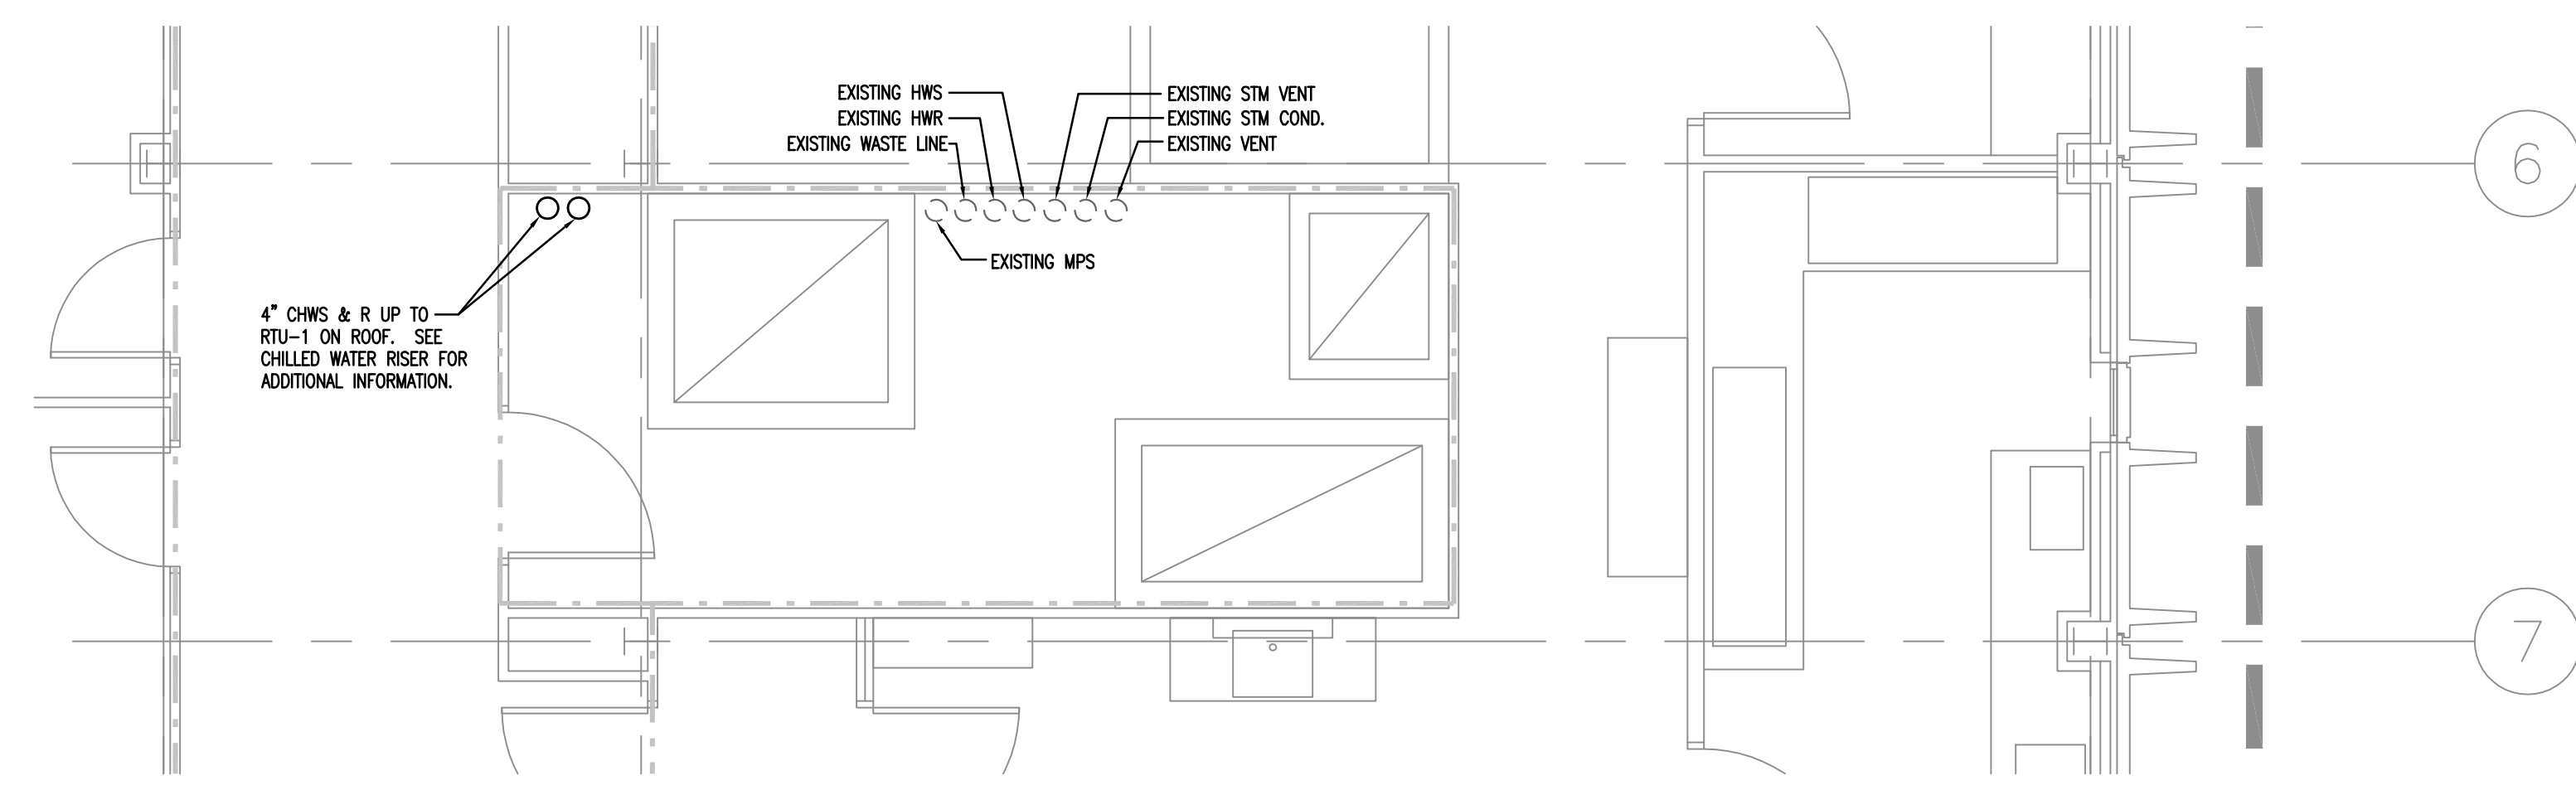 EXISTING HWS
EXISTING HWR
EXISTING WASTE LINE
EXISTING STM VENT
EXISTING STM COND.
EXISTING VENT
EXISTING MPS
4" CHWS & R UP TO
RTU-1 ON ROOF. SEE
CHILLED WATER RISER FOR
ADDITIONAL INFORMATION.
6
7